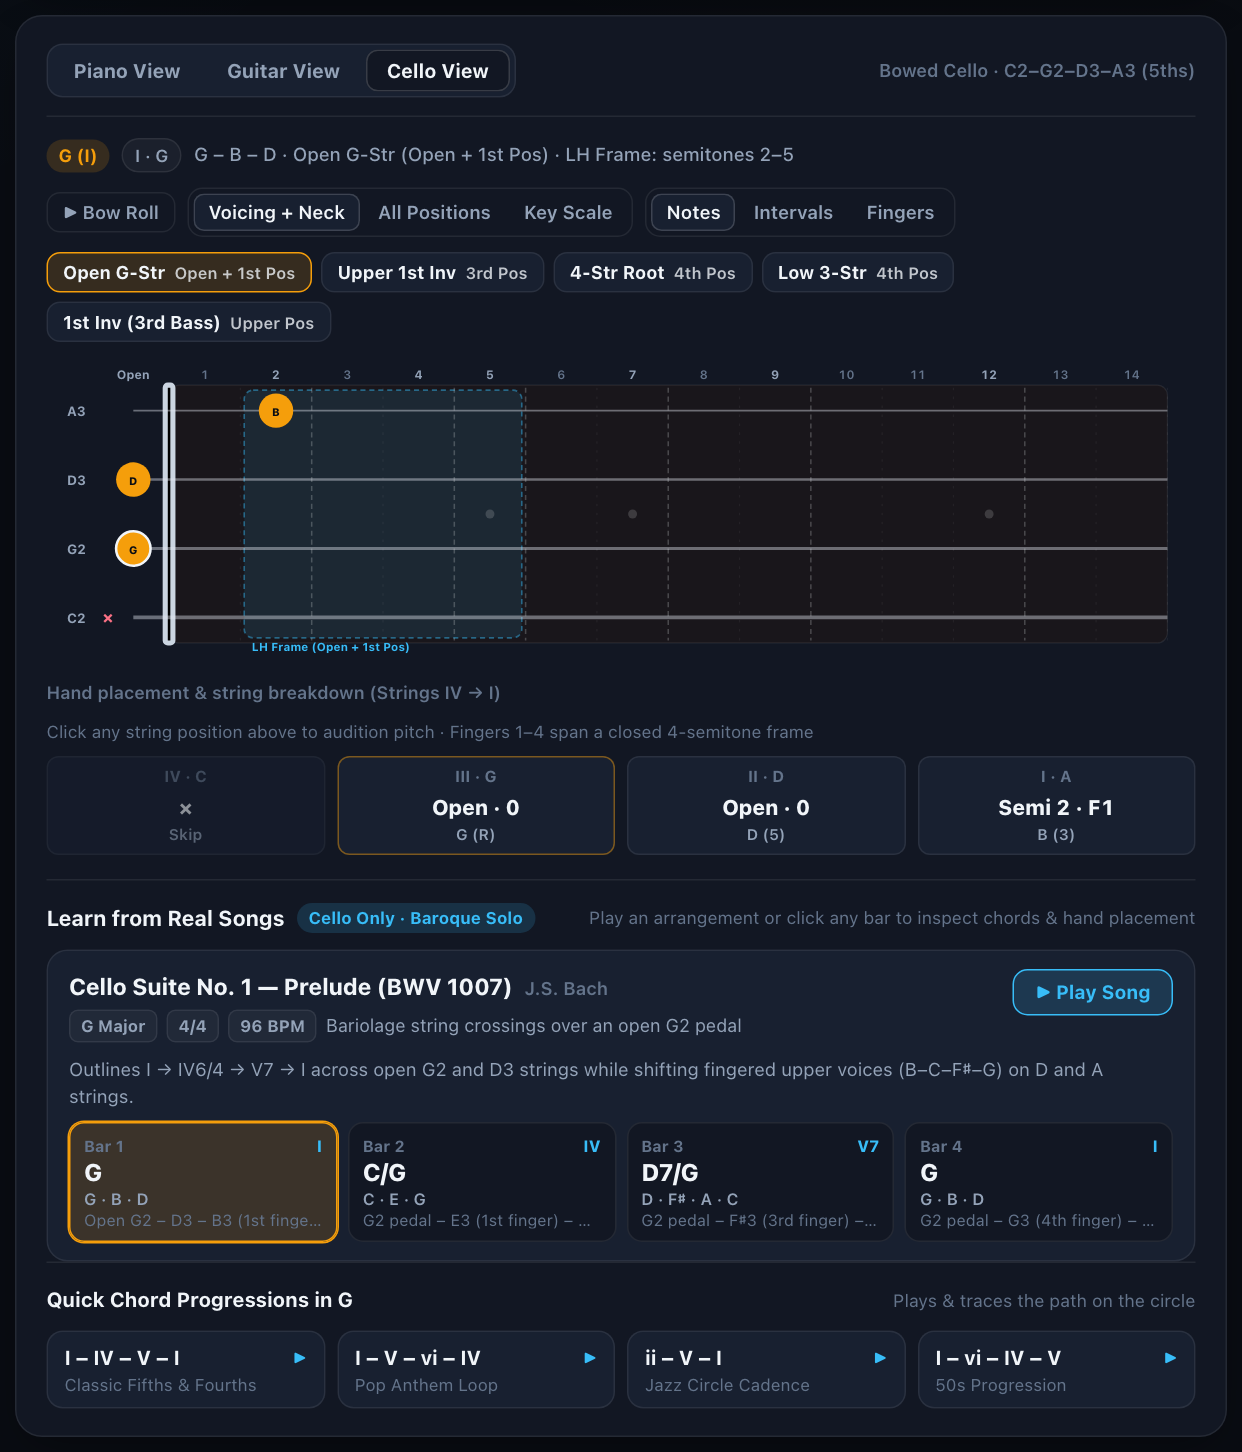 Piano View Guitar View Cello View Bowed Cello · C2–G2–D3–A3 (5ths)
G (I) I · G G – B – D · Open G-Str (Open + 1st Pos) · LH Frame: semitones 2–5
▶ Bow Roll Voicing + Neck All Positions Key Scale Notes Intervals Fingers
Open G-Str Open + 1st Pos Upper 1st Inv 3rd Pos 4-Str Root 4th Pos Low 3-Str 4th Pos
1st Inv (3rd Bass) Upper Pos
Open 1 2 3 4 5 6 7 8 9 10 11 12 13 14
A3 B
D3 D
G2 G
C2 ×
LH Frame (Open + 1st Pos)
Hand placement & string breakdown (Strings IV → I)
Click any string position above to audition pitch · Fingers 1–4 span a closed 4-semitone frame
IV · C III · G II · D I · A
× Open · 0 Open · 0 Semi 2 · F1
Skip G (R) D (5) B (3)
Learn from Real Songs Cello Only · Baroque Solo Play an arrangement or click any bar to inspect chords & hand placement
Cello Suite No. 1 — Prelude (BWV 1007) J.S. Bach ▶ Play Song
G Major 4/4 96 BPM Bariolage string crossings over an open G2 pedal
Outlines I → IV6/4 → V7 → I across open G2 and D3 strings while shifting fingered upper voices (B–C–F♯–G) on D and A
strings.
Bar 1 I Bar 2 IV Bar 3 V7 Bar 4 I
G C/G D7/G G
G · B · D C · E · G D · F♯ · A · C G · B · D
Open G2 – D3 – B3 (1st finge... G2 pedal – E3 (1st finger) – ... G2 pedal – F♯3 (3rd finger) –... G2 pedal – G3 (4th finger) – ...
Quick Chord Progressions in G Plays & traces the path on the circle
I – IV – V – I ▶ I – V – vi – IV ▶ ii – V – I ▶ I – vi – IV – V ▶
Classic Fifths & Fourths Pop Anthem Loop Jazz Circle Cadence 50s Progression